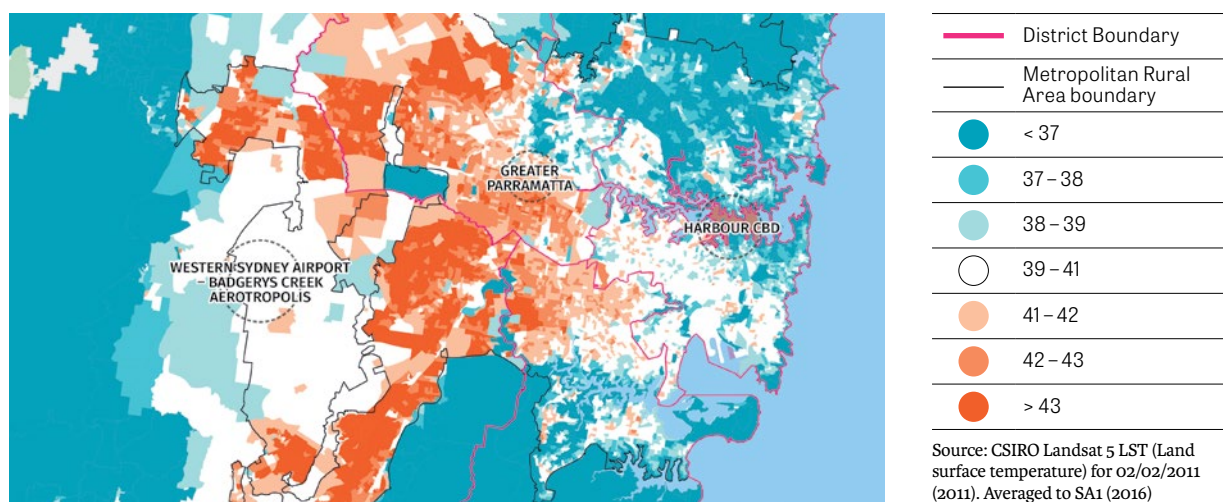 GREATER
PARRAMATTA
HARBOUR CBD
WESTERN SYDNEY AIRPORT
– BADGERYS CREEK
AEROTROPOLIS
District Boundary
Metropolitan Rural
Area boundary
< 37
37 – 38
38 – 39
39 – 41
41 – 42
42 – 43
> 43
Source: CSIRO Landsat 5 LST (Land
surface temperature) for 02/02/2011
(2011). Averaged to SA1 (2016)